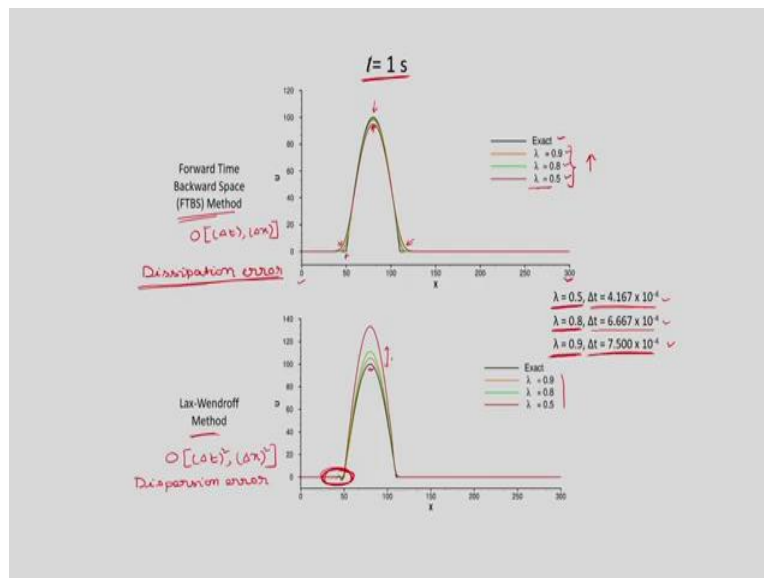 t= 1 s
120
100
80
60
40
20
0
u
0
50
100
150
200
250
300
x
Exact
λ = 0.9
λ = 0.8
λ = 0.5
Forward Time
Backward Space
(FTBS) Method
O[(Δt), (Δx)]
Dissipation error
λ = 0.5, Δt = 4.167 x 10⁻⁴
λ = 0.8, Δt = 6.667 x 10⁻⁴
λ = 0.9, Δt = 7.500 x 10⁻⁴
140
120
100
80
60
40
20
0
u
0
50
100
150
200
250
300
x
Exact
λ = 0.9
λ = 0.8
λ = 0.5
Lax-Wendroff
Method
O[(Δt)², (Δx)²]
Dispersion error